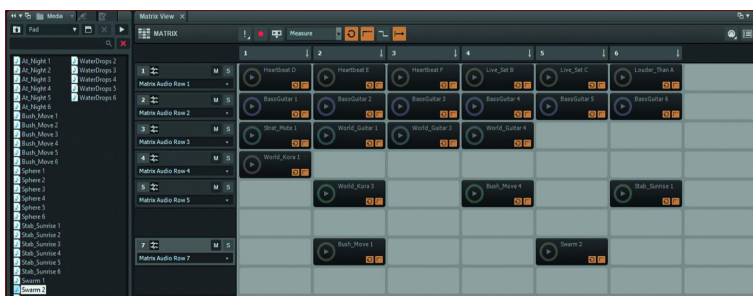 Media
Matrix View
Pad
MATRIX
Measure
1 2 3 4 5 6
At_Night 1
At_Night 2
At_Night 3
At_Night 4
At_Night 5
At_Night 6
Bush_Move 1
Bush_Move 2
Bush_Move 3
Bush_Move 4
Bush_Move 5
Bush_Move 6
Sphere 1
Sphere 2
Sphere 3
Sphere 4
Sphere 5
Sphere 6
Stab_Sunrise 1
Stab_Sunrise 2
Stab_Sunrise 3
Stab_Sunrise 4
Stab_Sunrise 5
Stab_Sunrise 6
Swarm 1
Swarm 2
WaterDrops 2
WaterDrops 3
WaterDrops 4
WaterDrops 5
WaterDrops 6
1 M S
Matrix Audio Row 1
Heartbeat D
Heartbeat E
Heartbeat F
Live_Set B
Live_Set C
Louder_Than A
2 M S
Matrix Audio Row 2
BassGuitar 1
BassGuitar 2
BassGuitar 3
BassGuitar 4
BassGuitar 5
BassGuitar 6
3 M S
Matrix Audio Row 3
Strat_Mute 1
World_Guitar 1
World_Guitar 3
World_Guitar 4
4 M S
Matrix Audio Row 4
World_Kora 1
5 M S
Matrix Audio Row 5
World_Kora 3
Bush_Move 4
Stab_Sunrise 1
7 M S
Matrix Audio Row 7
Bush_Move 1
Swarm 2